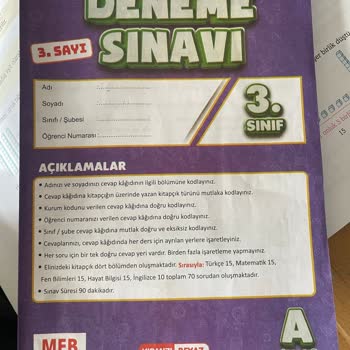 DENEME
3. SAYI
SINAVI
Adı
Soyadı
Sınıfı / Şubesi
Öğrenci Numarası
3.
SINIF
AÇIKLAMALAR
• Adınızı ve soyadınızı cevap kâğıdının ilgili bölümüne kodlayınız.
• Cevap kâğıdına kitapçığın üzerinde yazan kitapçık türünü mutlaka kodlayınız.
• Kurum kodunu verilen cevap kâğıdına doğru kodlayınız.
• Öğrenci numaranızı verilen cevap kâğıdına doğru kodlayınız.
• Sınıf / şube cevap kâğıdına mutlak doğru ve eksiksiz kodlayınız.
• Cevaplarınızı, cevap kâğıdında her ders için ayrılan yerlere işaretleyiniz.
• Her soru için bir tek doğru cevap yeri vardır. Birden fazla işaretleme yapmayınız.
• Elinizdeki kitapçık dört bölümden oluşmaktadır. Sırasıyla: Türkçe 15, Matematik 15,
Fen Bilimleri 15, Hayat Bilgisi 15, İngilizce 10 toplam 70 sorudan oluşmaktadır.
• Sınav Süresi 90 dakikadır.
MEB
BEYAZ
A
15